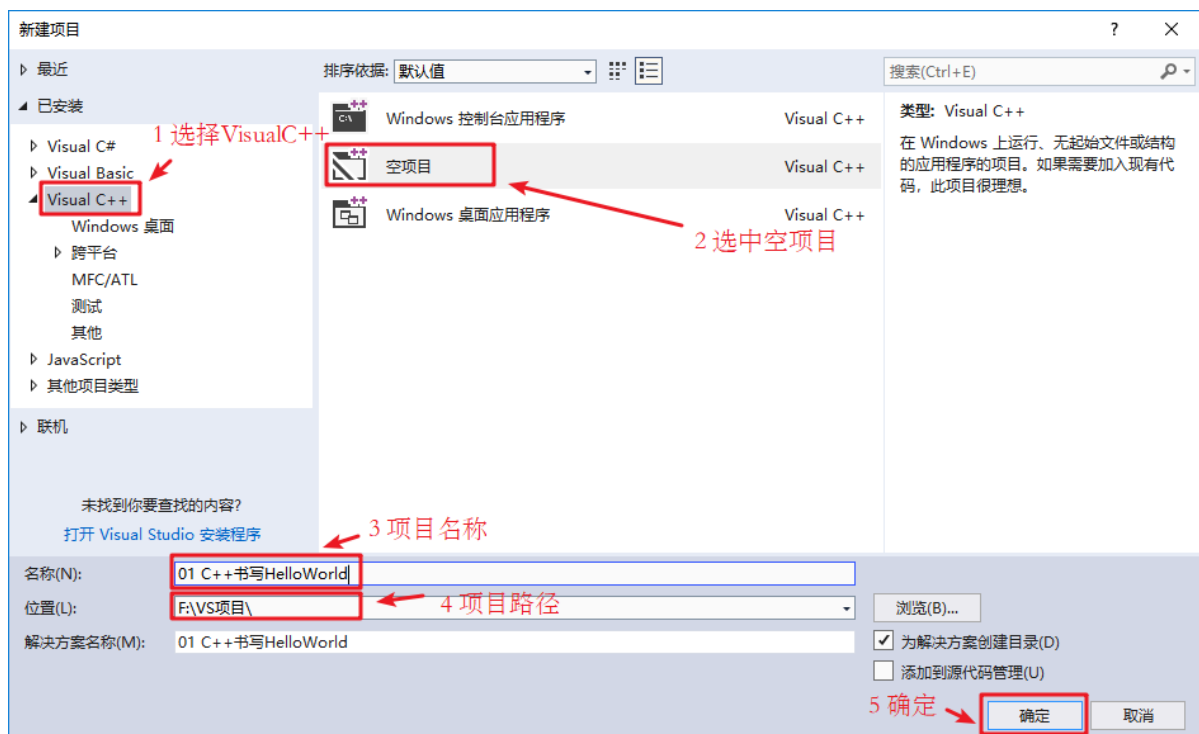 新建项目
?
最近
排序依据: 默认值
搜索(Ctrl+E)
已安装
1 选择VisualC++
Visual C#
Visual Basic
Visual C++
Windows 桌面
跨平台
MFC/ATL
测试
其他
JavaScript
其他项目类型
联机
未找到你要查找的内容?
打开 Visual Studio 安装程序
Windows 控制台应用程序 Visual C++
空项目 Visual C++
Windows 桌面应用程序 Visual C++
2 选中空项目
类型: Visual C++
在 Windows 上运行、无起始文件或结构
的应用程序的项目。如果需要加入现有代
码，此项目很理想。
3 项目名称
名称(N): 01 C++书写HelloWorld
位置(L): F:\VS项目\
4 项目路径
浏览(B)...
解决方案名称(M): 01 C++书写HelloWorld
为解决方案创建目录(D)
添加到源代码管理(U)
5 确定
确定
取消